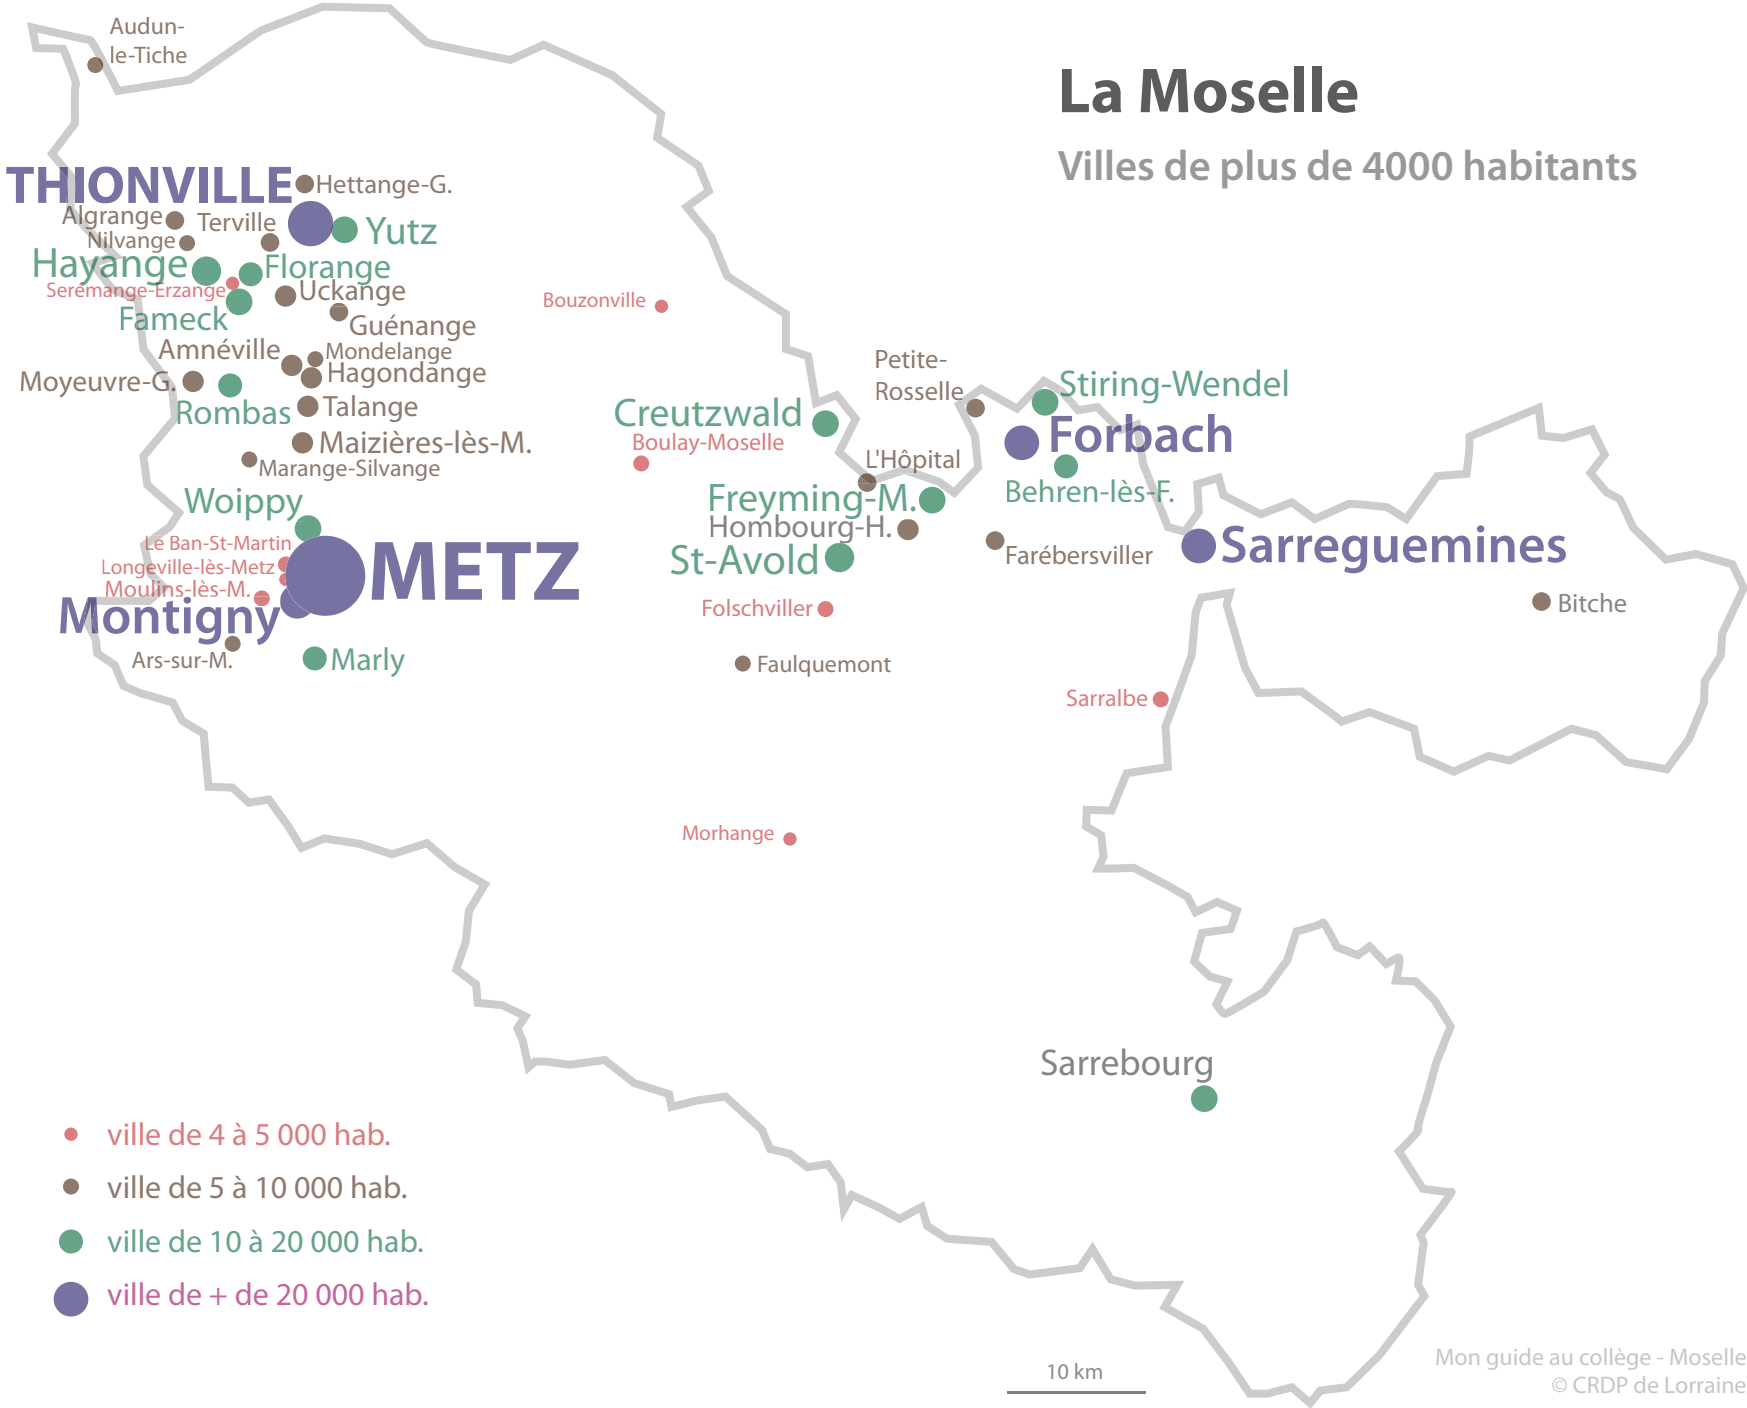 La Moselle
Villes de plus de 4000 habitants
Audun-
le-Tiche
THIONVILLE
Hettange-G.
Algrange
Terville
Nilvange
Yutz
Hayange
Florange
Serémange-Erzange
Uckange
Fameck
Guénange
Bouzonville
Amnéville
Mondelange
Moyeuvre-G.
Hagondange
Rombas
Talange
Maizières-lès-M.
Marange-Silvange
Petite-
Rosselle
Stiring-Wendel
Creutzwald
Boulay-Moselle
Forbach
L'Hôpital
Behren-lès-F.
Freyming-M.
Hombourg-H.
St-Avold
Farébersviller
Sarreguemines
Bitche
Woippy
Le Ban-St-Martin
Longeville-lès-Metz
Moulins-lès-M.
METZ
Montigny
Ars-sur-M.
Marly
Folschviller
Faulquemont
Sarralbe
Morhange
Sarrebourg
ville de 4 à 5 000 hab.
ville de 5 à 10 000 hab.
ville de 10 à 20 000 hab.
ville de + de 20 000 hab.
10 km
Mon guide au collège - Moselle
© CRDP de Lorraine